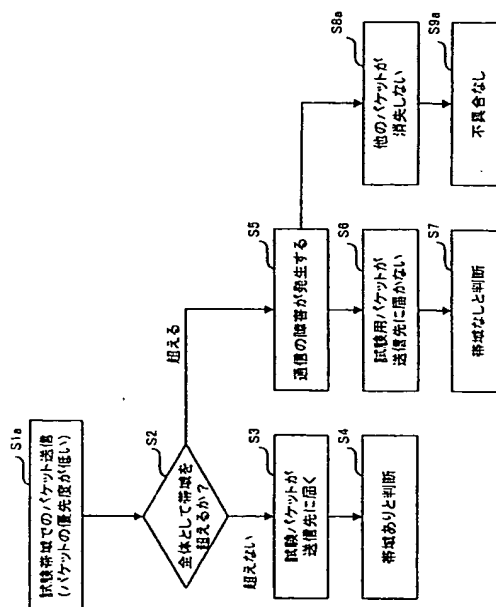 S1a
試験帯域でのパケット送信
(パケットの優先度が低い)
S2
全体として帯域を
超えるか?
超える
超えない
S3
試験パケットが
送信先に届く
S4
帯域ありと判断
S5
通信の障害が発生する
S6
試験用パケットが
送信先に届かない
S7
帯域なしと判断
S8a
他のパケットが
消失しない
S9a
不具合なし